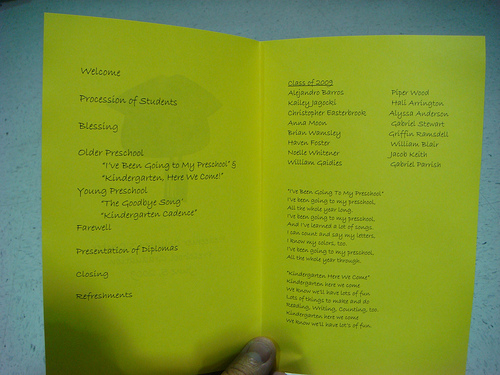 Welcome
Procession of Students
Blessing
Older Preschool
"I've Been Going to My Preschool" &
"Kindergarten, Here We Come!"
Young Preschool
"The Goodbye Song"
"Kindergarten Cadence"
Farewell
Presentation of Diplomas
Closing
Refreshments
Class of 2009
Alejandro Barros
Kailey Jagocki
Christopher Easterbrook
Anna Moon
Brian Wamsley
Haven Foster
Noelle Whitener
William Galdies
Piper Wood
Hali Arrington
Alyssa Anderson
Gabriel Stewart
Griffin Ramsdell
William Blair
Jacob Keith
Gabriel Parrish
"I've Been Going To My Preschool"
I've been going to my preschool,
All the whole year long.
I've been going to my preschool,
And I've learned a lot of songs.
I can count and say my letters,
I know my colors, too.
I've been going to my preschool,
All the whole year through.
"Kindergarten Here We Come"
Kindergarten here we come
We know we'll have lots of fun
Lots of things to make and do
Reading, Writing, Counting, too
Kindergarten here we come
We know we'll have lot's of fun.